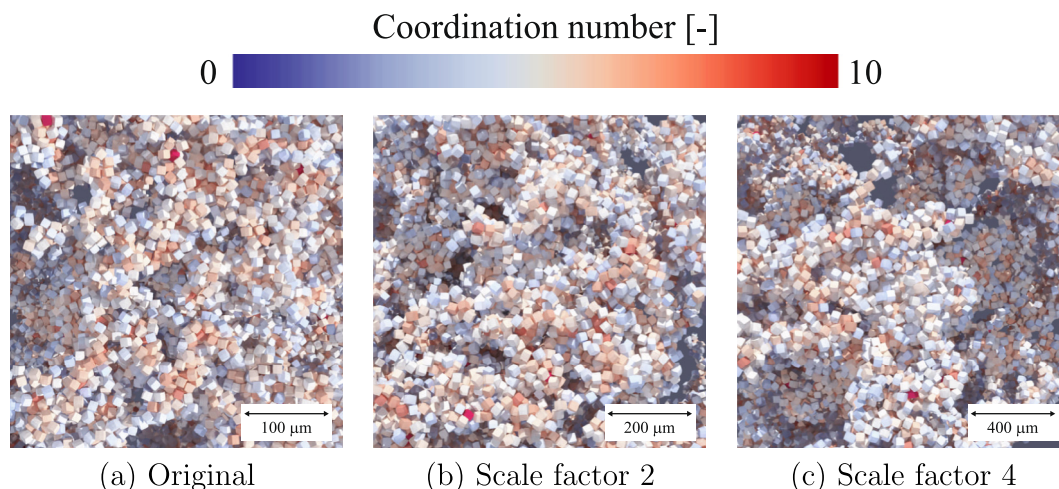 Coordination number [-]
0 10
100 μm 200 μm 400 μm
(a) Original (b) Scale factor 2 (c) Scale factor 4